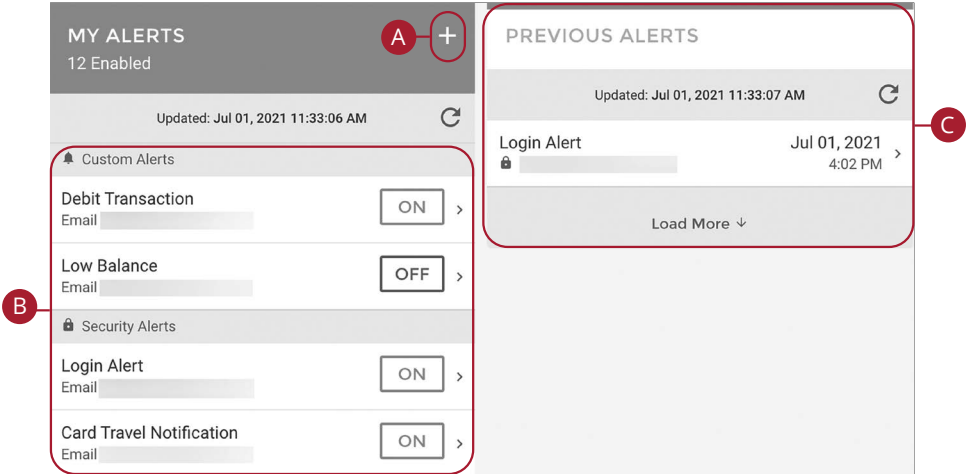 MY ALERTS
12 Enabled
A
+
Updated: Jul 01, 2021 11:33:06 AM
Custom Alerts
Debit Transaction
Email
ON
Low Balance
Email
OFF
B
Security Alerts
Login Alert
Email
ON
Card Travel Notification
Email
ON
PREVIOUS ALERTS
Updated: Jul 01, 2021 11:33:07 AM
C
Login Alert
Jul 01, 2021
4:02 PM
Load More ↓